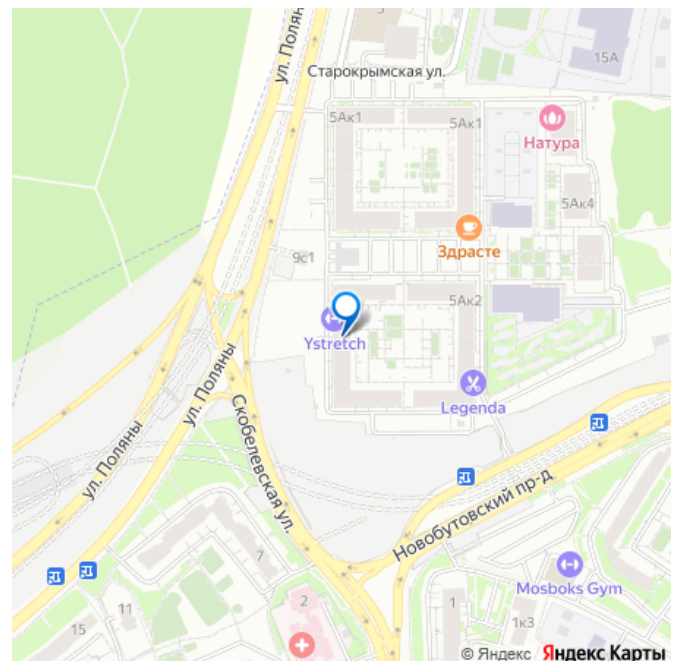 ул. Поляны
5
15А
Старокрымская ул.
5Ак1
5Ак1
Натура
5Ак4
Здрасте
9с1
5Ак2
Ystretch
ул. Поляны
Legenda
ул. Поляны
Скобелевская ул.
Новобутовский пр-д
7
Mosboks Gym
2
1
11
1к3
15
© Яндекс Яндекс Карты